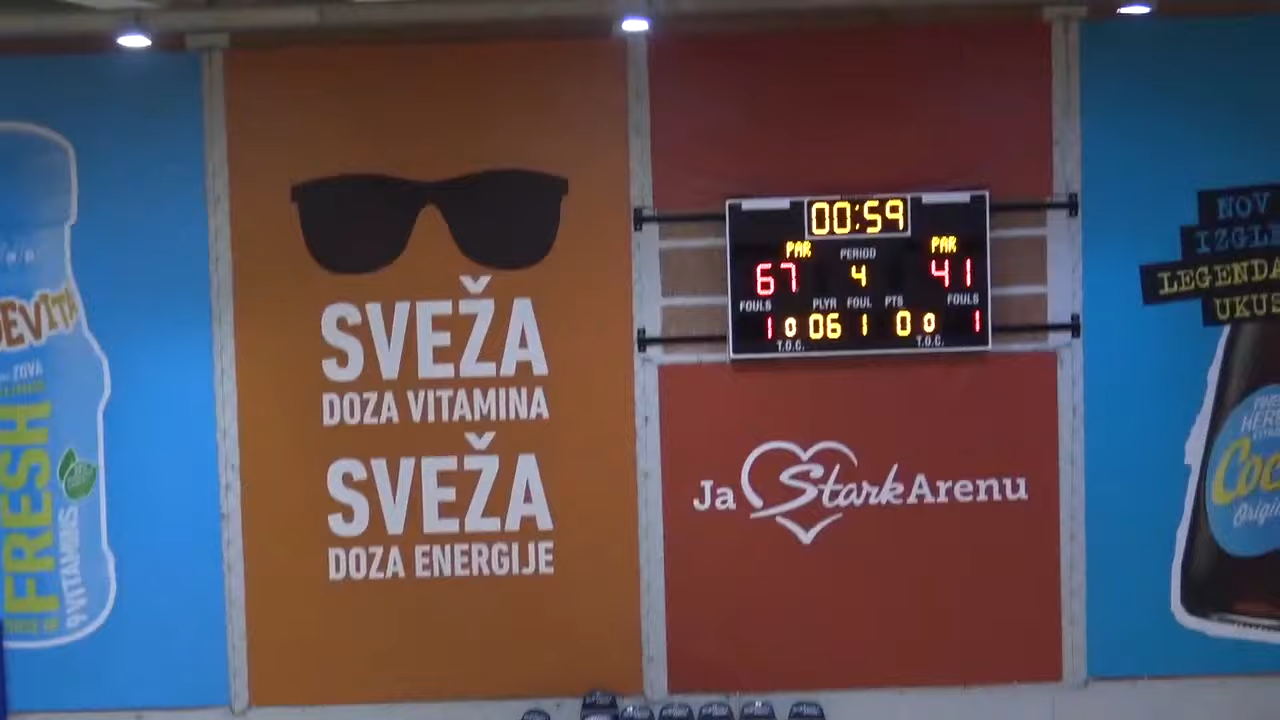 FRESH
9 VITAMINS
SVEŽA
DOZA VITAMINA
SVEŽA
DOZA ENERGIJE
00:59
PAR PERIOD PAR
67 4 41
FOULS PLYR FOUL PTS FOULS
1 0 06 1 0 0 1
T.O.C. T.O.C.
Ja Stark Arenu
NOV
LEGENDA
UKUS